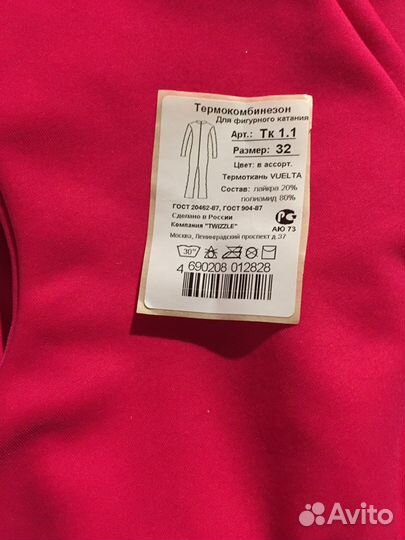 Термокомбинезон
Для фигурного катания
Арт.: Тк 1.1
Размер: 32
Цвет: в ассорт.
Термоткань VUELTA
Состав: лайкра 20%
полиамид 80%
ГОСТ 20462-87, ГОСТ 904-87
Сделано в России
Компания "TWIZZLE"
Москва, Ленинградский проспект д.37
АЮ 73
30°
4 690208 012828
Avito